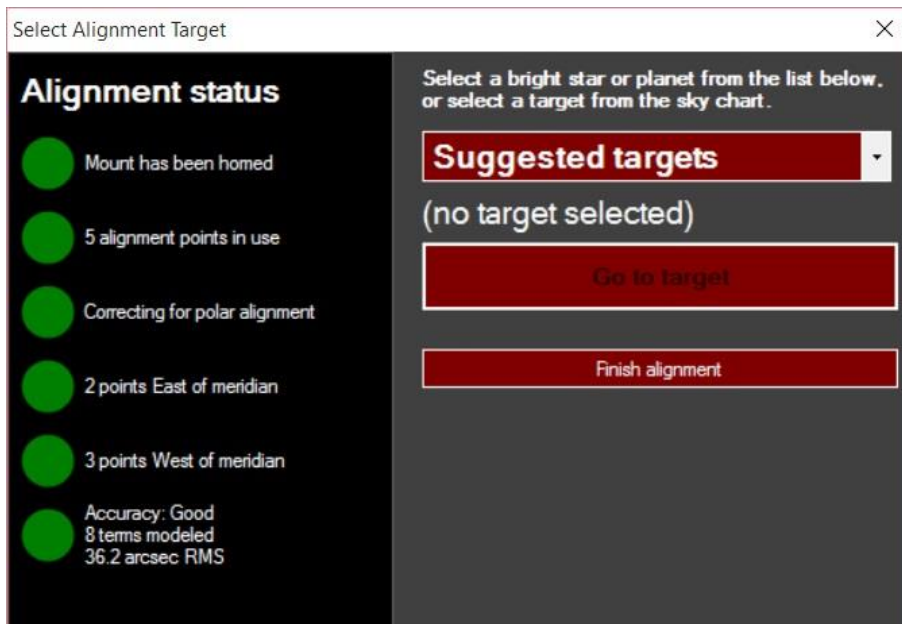 Select Alignment Target
Alignment status
Mount has been homed
5 alignment points in use
Correcting for polar alignment
2 points East of meridian
3 points West of meridian
Accuracy: Good
8 terms modeled
36.2 arcsec RMS
Select a bright star or planet from the list below,
or select a target from the sky chart.
Suggested targets
(no target selected)
Go to target
Finish alignment